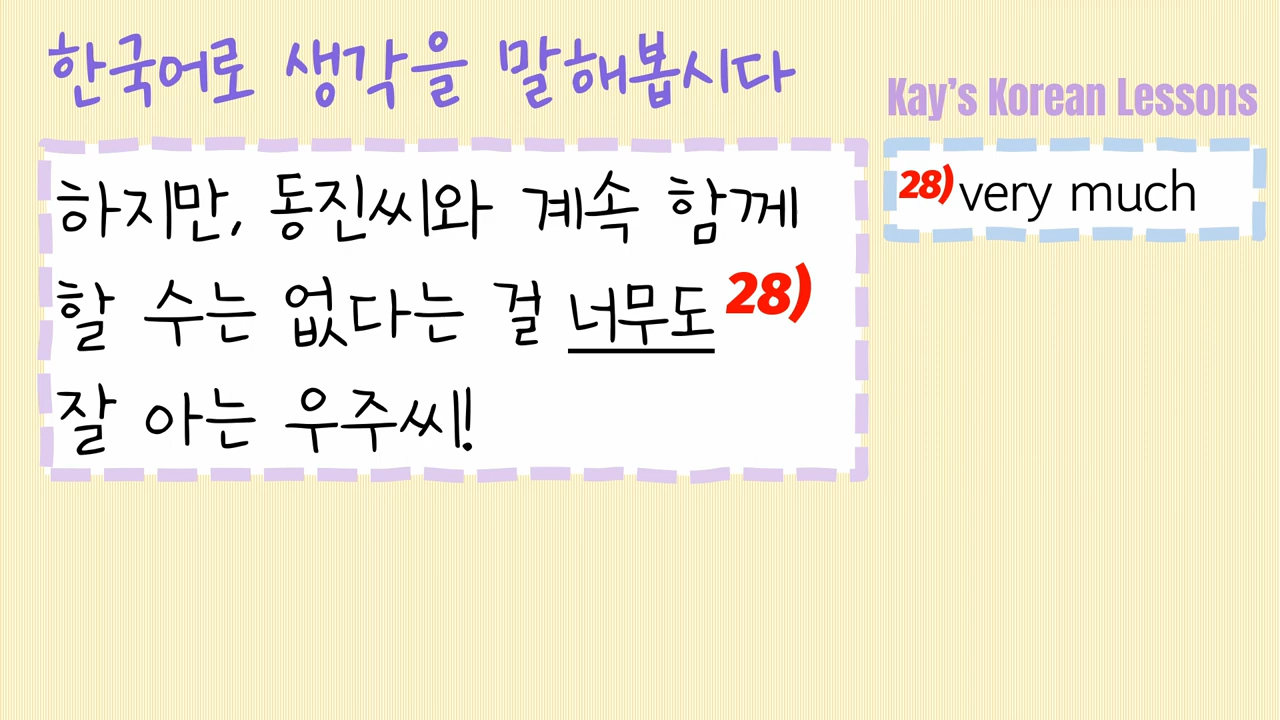 한국어로 생각을 말해봅시다
Kay's Korean Lessons
하지만, 동진씨와 계속 함께
할 수는 없다는 걸 너무도 28)
잘 아는 우주씨!
28) very much